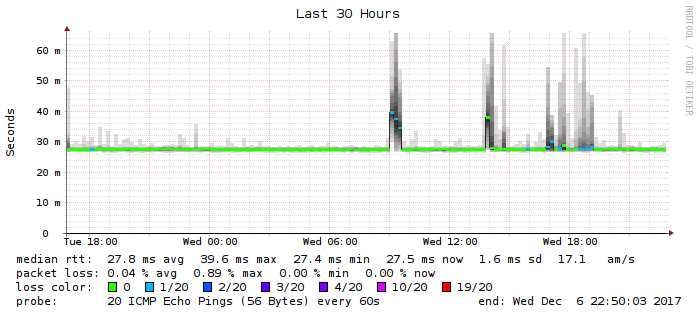 Last 30 Hours
RRDTOOL / TOBI OETIKER
Seconds
60 m
50 m
40 m
30 m
20 m
10 m
0
Tue 18:00 Wed 00:00 Wed 06:00 Wed 12:00 Wed 18:00
median rtt: 27.8 ms avg 39.6 ms max 27.4 ms min 27.5 ms now 1.6 ms sd 17.1 am/s
packet loss: 0.04 % avg 0.89 % max 0.00 % min 0.00 % now
loss color: 0 1/20 2/20 3/20 4/20 10/20 19/20
probe: 20 ICMP Echo Pings (56 Bytes) every 60s end: Wed Dec 6 22:50:03 2017